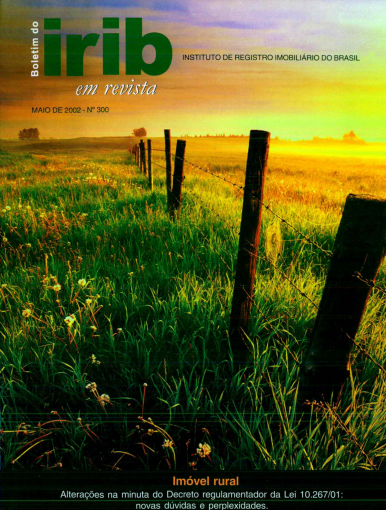 Boletim do
irib
em revista
INSTITUTO DE REGISTRO IMOBILIÁRIO DO BRASIL
MAIO DE 2002 - Nº 300
Imóvel rural
Alterações na minuta do Decreto regulamentador da Lei 10.267/01:
novas dúvidas e perplexidades.